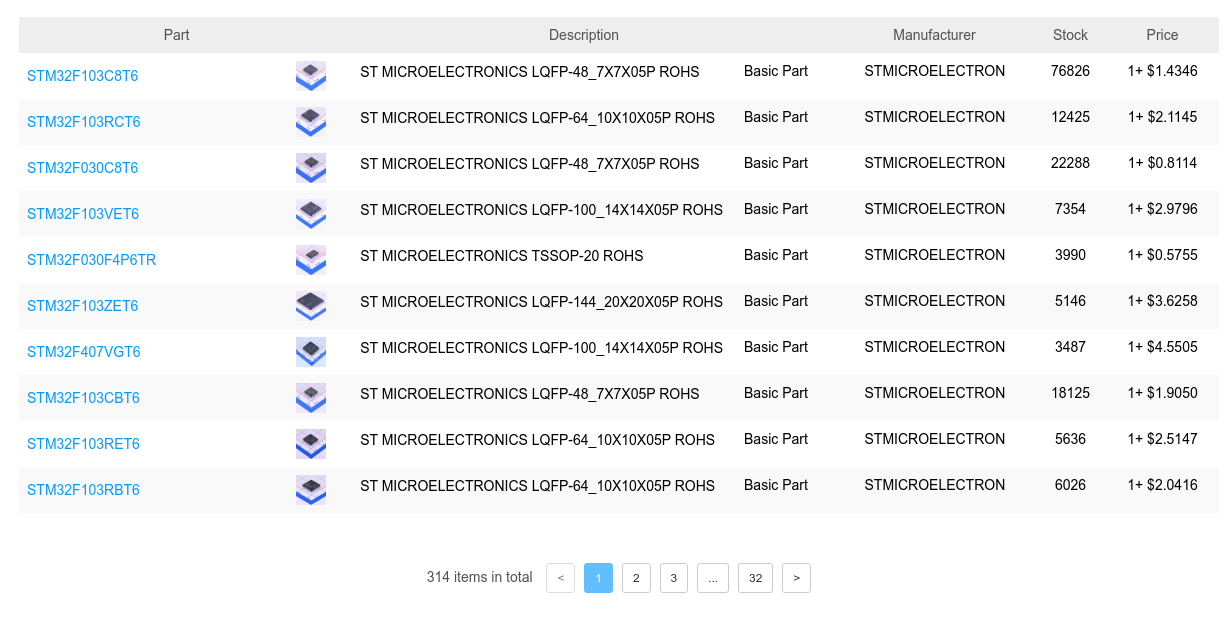 Part Description Manufacturer Stock Price
STM32F103C8T6 ST MICROELECTRONICS LQFP-48_7X7X05P ROHS Basic Part STMICROELECTRON 76826 1+ $1.4346
STM32F103RCT6 ST MICROELECTRONICS LQFP-64_10X10X05P ROHS Basic Part STMICROELECTRON 12425 1+ $2.1145
STM32F030C8T6 ST MICROELECTRONICS LQFP-48_7X7X05P ROHS Basic Part STMICROELECTRON 22288 1+ $0.8114
STM32F103VET6 ST MICROELECTRONICS LQFP-100_14X14X05P ROHS Basic Part STMICROELECTRON 7354 1+ $2.9796
STM32F030F4P6TR ST MICROELECTRONICS TSSOP-20 ROHS Basic Part STMICROELECTRON 3990 1+ $0.5755
STM32F103ZET6 ST MICROELECTRONICS LQFP-144_20X20X05P ROHS Basic Part STMICROELECTRON 5146 1+ $3.6258
STM32F407VGT6 ST MICROELECTRONICS LQFP-100_14X14X05P ROHS Basic Part STMICROELECTRON 3487 1+ $4.5505
STM32F103CBT6 ST MICROELECTRONICS LQFP-48_7X7X05P ROHS Basic Part STMICROELECTRON 18125 1+ $1.9050
STM32F103RET6 ST MICROELECTRONICS LQFP-64_10X10X05P ROHS Basic Part STMICROELECTRON 5636 1+ $2.5147
STM32F103RBT6 ST MICROELECTRONICS LQFP-64_10X10X05P ROHS Basic Part STMICROELECTRON 6026 1+ $2.0416
314 items in total < 1 2 3 ... 32 >